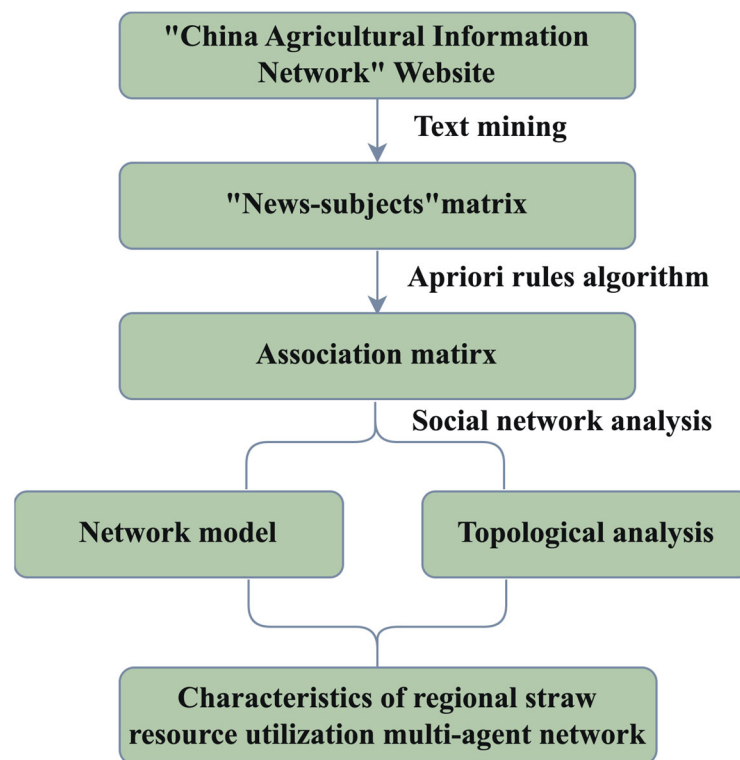 "China Agricultural Information
Network" Website
Text mining
"News-subjects"matrix
Apriori rules algorithm
Association matirx
Social network analysis
Network model
Topological analysis
Characteristics of regional straw
resource utilization multi-agent network